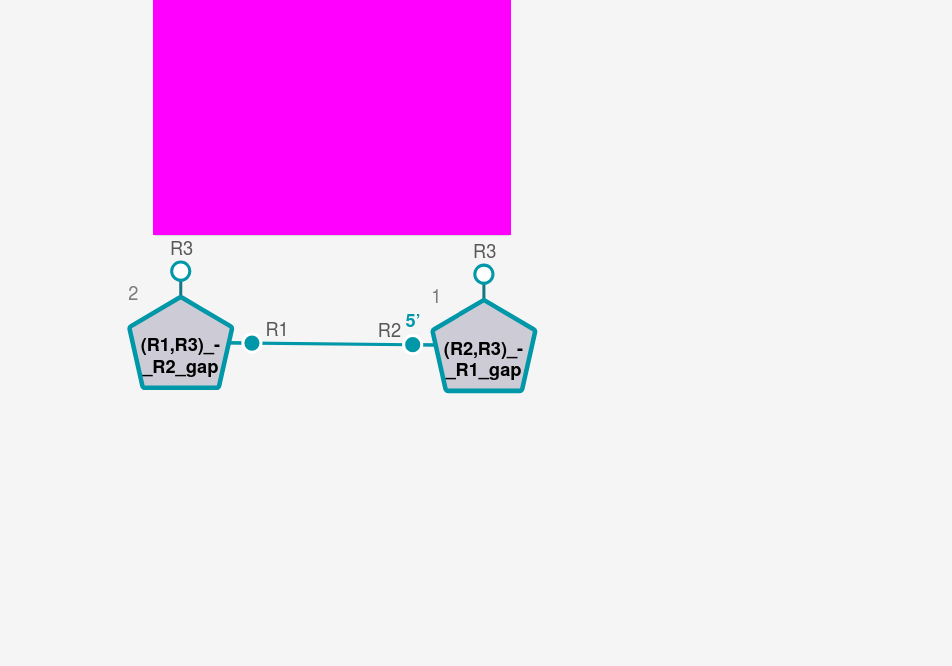 R3
R3
2
1
R1
R2
5’
(R1,R3)_-
_R2_gap
(R2,R3)_-
_R1_gap